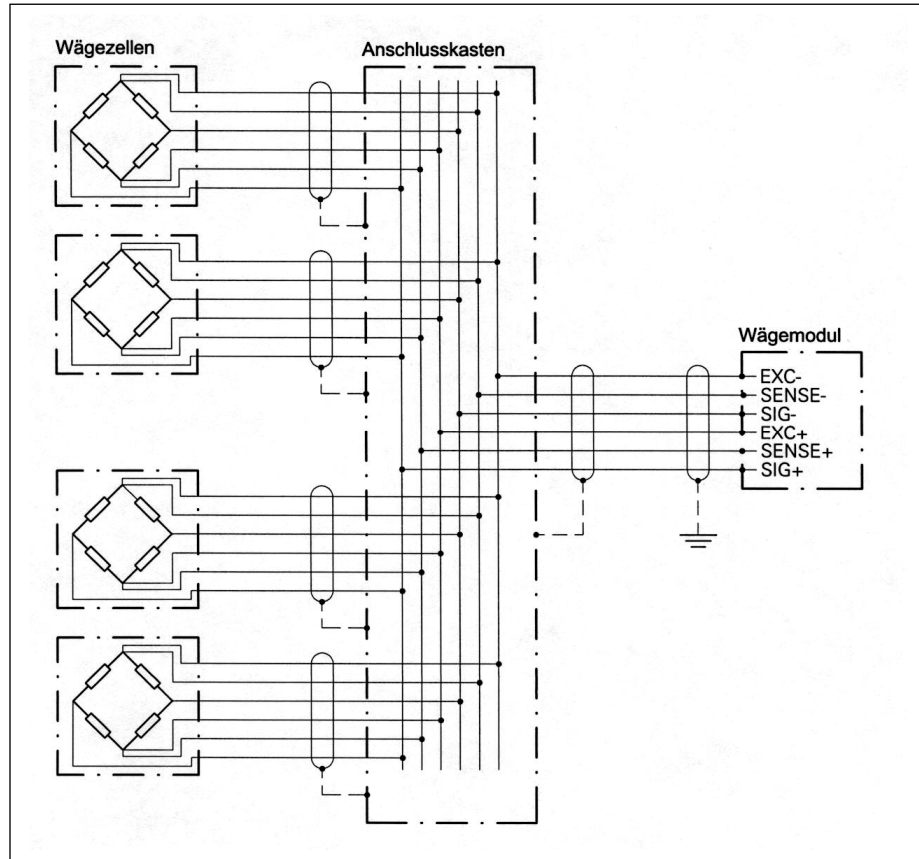 Wägezellen
Anschlusskasten
Wägemodul
EXC-
SENSE-
SIG-
EXC+
SENSE+
SIG+